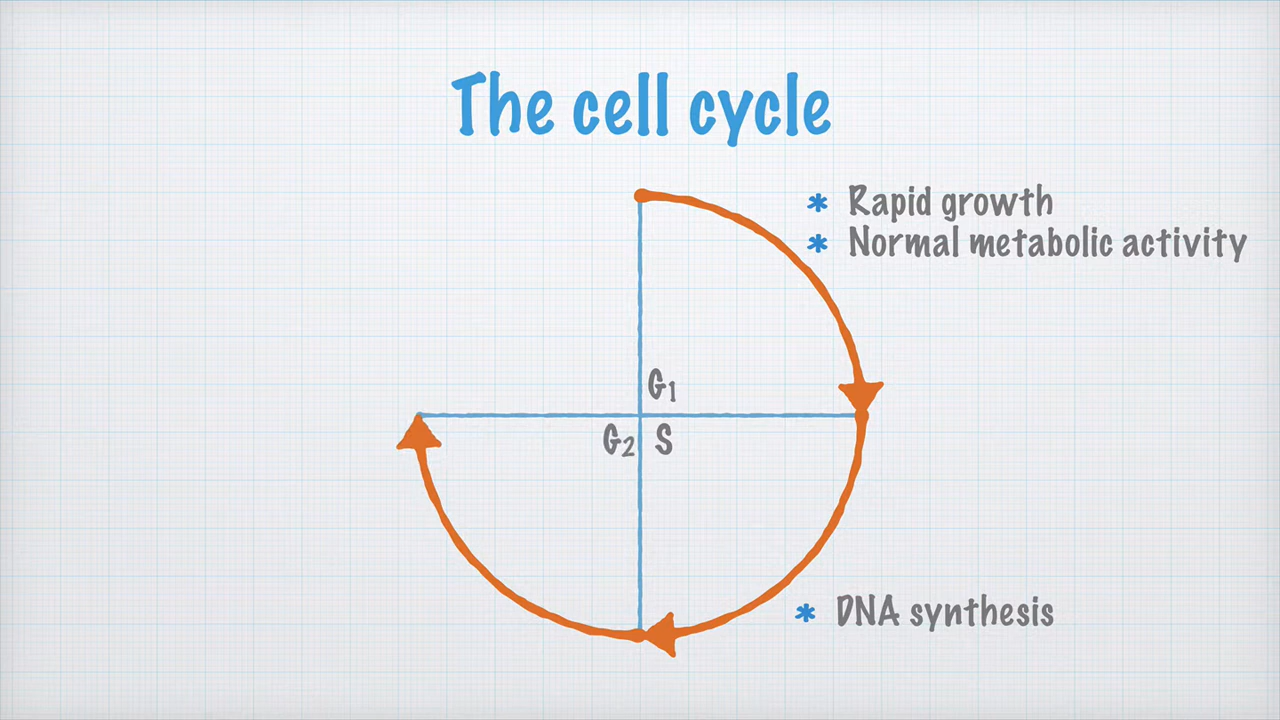 The cell cycle
* Rapid growth
* Normal metabolic activity
G₁
G₂ S
* DNA synthesis